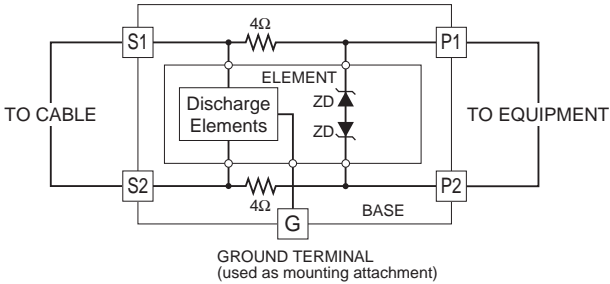 4Ω
S1
P1
ELEMENT
Discharge
Elements
ZD
ZD
TO CABLE
TO EQUIPMENT
S2
P2
4Ω
BASE
G
GROUND TERMINAL
(used as mounting attachment)